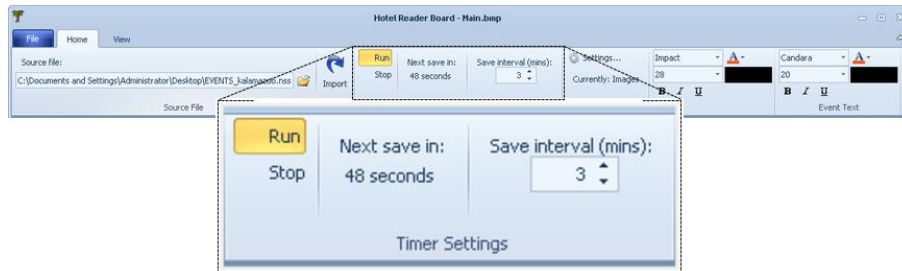 Hotel Reader Board - Main.bmp
File Home View
Source file:
C:\Documents and Settings\Administrator\Desktop\EVENTS_kalamazoo.nss
Import
Source File
Run
Stop
Next save in:
48 seconds
Save interval (mins):
3
Settings...
Currently: Images
Impact
A
28
B I U
Candara
A
20
B I U
Event Text
Run
Stop
Next save in:
48 seconds
Save interval (mins):
3
Timer Settings